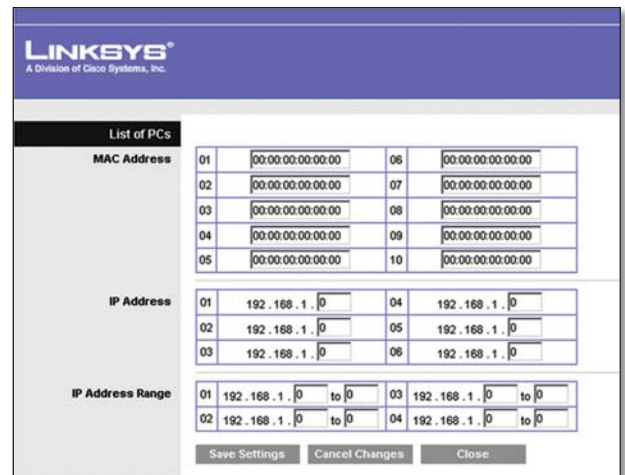 LINKSYS®
A Division of Cisco Systems, Inc.
List of PCs
MAC Address
01 00:00:00:00:00:00 06 00:00:00:00:00:00
02 00:00:00:00:00:00 07 00:00:00:00:00:00
03 00:00:00:00:00:00 08 00:00:00:00:00:00
04 00:00:00:00:00:00 09 00:00:00:00:00:00
05 00:00:00:00:00:00 10 00:00:00:00:00:00
IP Address
01 192.168.1.0 04 192.168.1.0
02 192.168.1.0 05 192.168.1.0
03 192.168.1.0 06 192.168.1.0
IP Address Range
01 192.168.1.0 to 0 03 192.168.1.0 to 0
02 192.168.1.0 to 0 04 192.168.1.0 to 0
Save Settings Cancel Changes Close